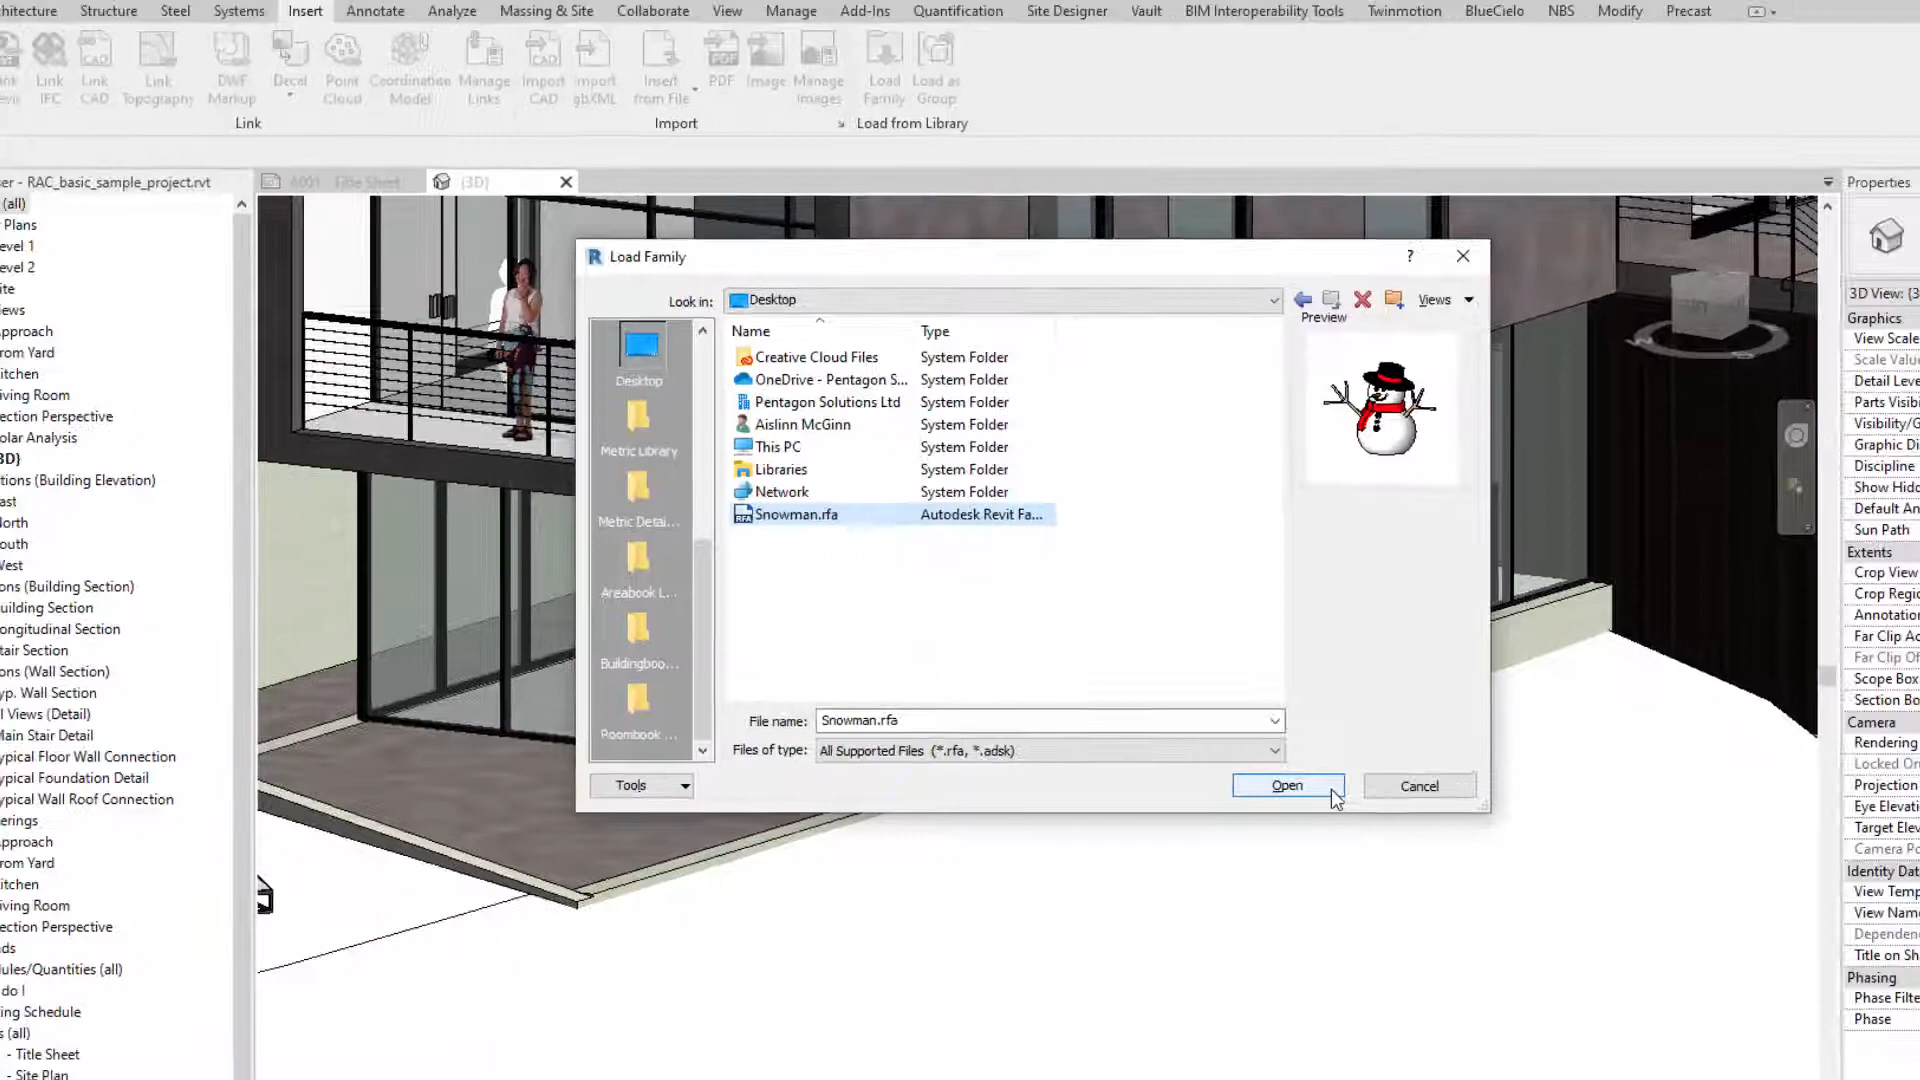 chitecture Structure Steel Systems Insert Annotate Analyze Massing & Site Collaborate View Manage Add-Ins Quantification Site Designer Vault BIM Interoperability Tools Twinmotion BlueCielo NBS Modify Precast
Link IFC
Link CAD
Link Topography
DWF Markup
Decal
Point Cloud
Coordination Model
Manage Links
Import CAD
Import gbXML
Insert from File
PDF
Image
Manage Images
Load Family
Load as Group
Link
Import
Load from Library
ser - RAC_basic_sample_project.rvt
A001 Title Sheet
{3D}
(all)
r Plans
evel 1
evel 2
ite
iews
pproach
rom Yard
itchen
iving Room
ection Perspective
olar Analysis
3D}
tions (Building Elevation)
ast
orth
outh
West
ons (Building Section)
uilding Section
ongitudinal Section
tair Section
ons (Wall Section)
yp. Wall Section
l Views (Detail)
Main Stair Detail
ypical Floor Wall Connection
ypical Foundation Detail
ypical Wall Roof Connection
erings
pproach
rom Yard
itchen
iving Room
ection Perspective
nds
ules/Quantities (all)
do I
ing Schedule
s (all)
- Title Sheet
- Site Plan
R Load Family ?
Look in: Desktop Views
Desktop
Metric Library
Metric Detai...
Areabook L...
Buildingboo...
Roombook ...
Name Type
Creative Cloud Files System Folder
OneDrive - Pentagon S... System Folder
Pentagon Solutions Ltd System Folder
Aislinn McGinn System Folder
This PC System Folder
Libraries System Folder
Network System Folder
RFA Snowman.rfa Autodesk Revit Fa...
Preview
File name: Snowman.rfa
Files of type: All Supported Files (*.rfa, *.adsk)
Tools Open Cancel
Properties
3D View: {3
Graphics
View Scale
Scale Valu
Detail Leve
Parts Visibi
Visibility/G
Graphic Di
Discipline
Show Hidd
Default An
Sun Path
Extents
Crop View
Crop Regio
Annotatio
Far Clip Ac
Far Clip Of
Scope Box
Section Bo
Camera
Rendering
Locked Ori
Projection
Eye Elevati
Target Elev
Camera Po
Identity Dat
View Temp
View Name
Dependen
Title on Sh
Phasing
Phase Filte
Phase